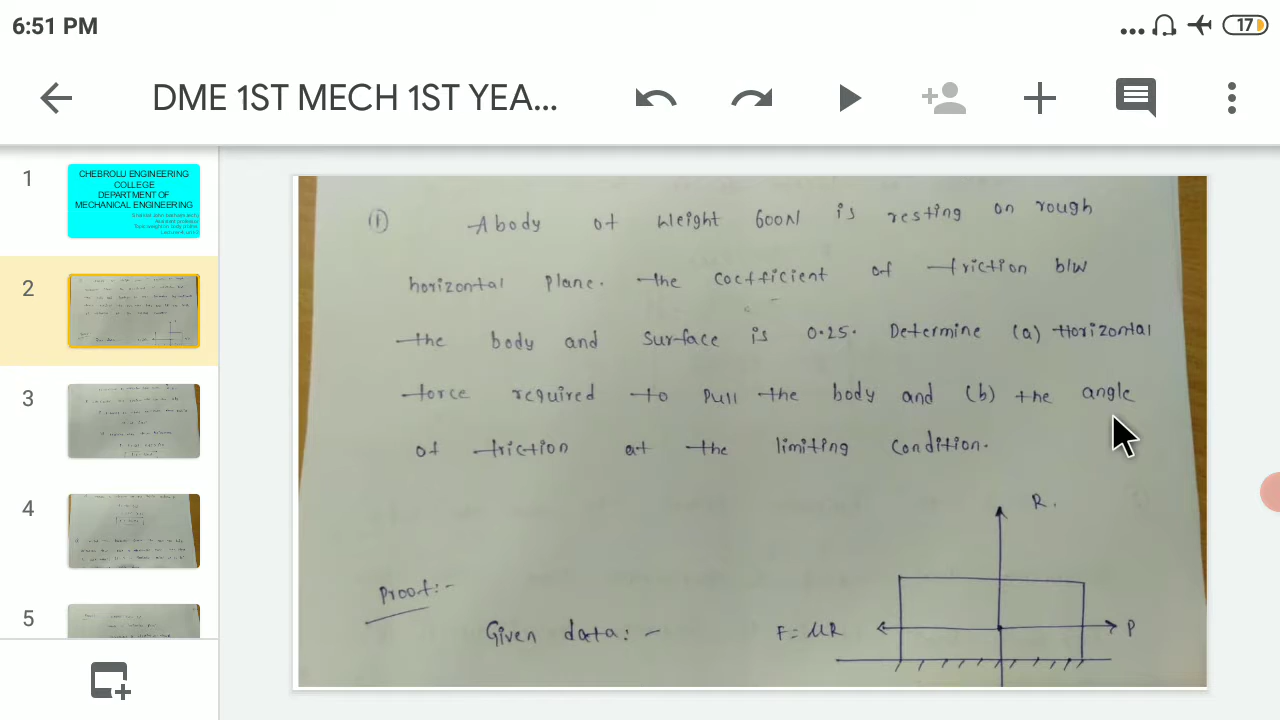 6:51 PM
17
DME 1ST MECH 1ST YEA...
1
CHEBROLU ENGINEERING
COLLEGE
DEPARTMENT OF
MECHANICAL ENGINEERING
2
3
4
5
① A body of weight 600N is resting on rough
horizontal plane. the coefficient of friction b/w
the body and surface is 0.25. Determine (a) Horizontal
force required to pull the body and (b) the angle
of friction at the limiting condition.
R.
Proof:-
Given data:- F=μR P